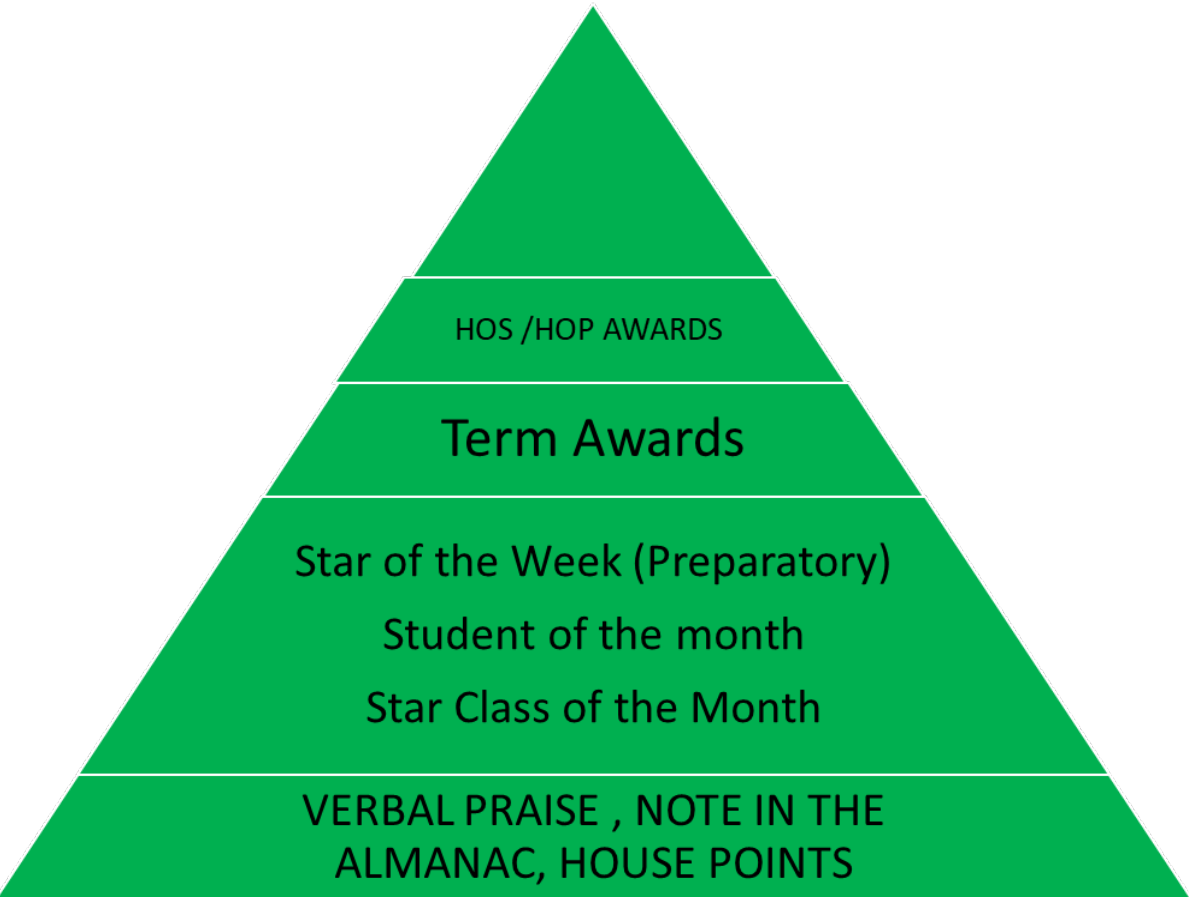 HOS /HOP AWARDS
Term Awards
Star of the Week (Preparatory)
Student of the month
Star Class of the Month
VERBAL PRAISE , NOTE IN THE
ALMANAC, HOUSE POINTS